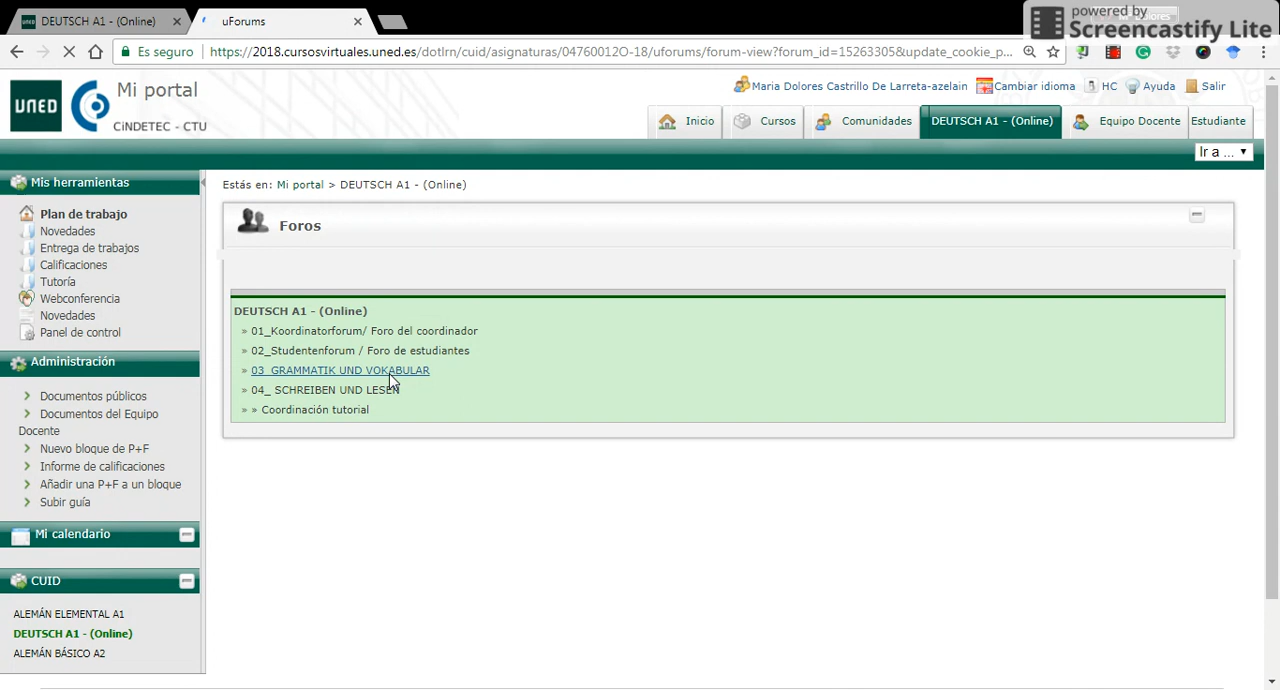 DEUTSCH A1 - (Online)
uForums
powered by
Screencastify Lite
Es seguro
https://2018.cursosvirtuales.uned.es/dotlrn/cuid/asignaturas/04760012O-18/uforums/forum-view?forum_id=15263305&update_cookie_p...
UNED
Mi portal
CiNDETEC - CTU
Maria Dolores Castrillo De Larreta-azelain
Cambiar idioma
HC
Ayuda
Salir
Inicio
Cursos
Comunidades
DEUTSCH A1 - (Online)
Equipo Docente
Estudiante
Ir a ...
Mis herramientas
Plan de trabajo
Novedades
Entrega de trabajos
Calificaciones
Tutoría
Webconferencia
Novedades
Panel de control
Administración
Documentos públicos
Documentos del Equipo
Docente
Nuevo bloque de P+F
Informe de calificaciones
Añadir una P+F a un bloque
Subir guía
Mi calendario
CUID
ALEMÁN ELEMENTAL A1
DEUTSCH A1 - (Online)
ALEMÁN BÁSICO A2
Estás en: Mi portal > DEUTSCH A1 - (Online)
Foros
DEUTSCH A1 - (Online)
» 01_Koordinatorforum/ Foro del coordinador
» 02_Studentenforum / Foro de estudiantes
» 03_GRAMMATIK UND VOKABULAR
» 04_ SCHREIBEN UND LESEN
» » Coordinación tutorial